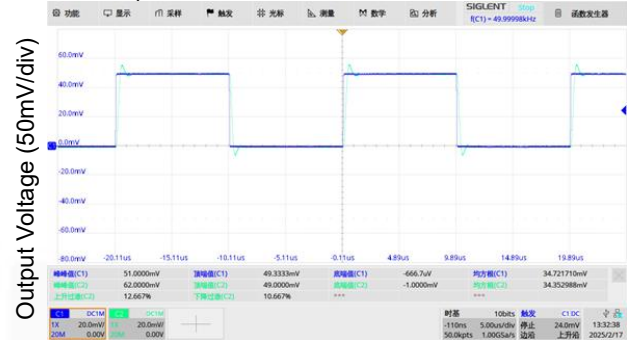 功能 显示 采样 触发 光标 测量 数学 分析 SIGLENT Stop 函数发生器
f(C1) = 49.99998kHz
Output Voltage (50mV/div)
60.0mV
40.0mV
20.0mV
0.0mV
-20.0mV
-40.0mV
-60.0mV
-80.0mV -20.11us -15.11us -10.11us -5.11us -0.11us 4.89us 9.89us 14.89us 19.89us
峰峰值(C1) 51.0000mV 顶端值(C1) 49.3333mV 底端值(C1) -666.7uV 均方根(C1) 34.721710mV
峰峰值(C2) 62.0000mV 顶端值(C2) 49.0000mV 底端值(C2) -1.0000mV 均方根(C2) 34.352988mV
上升过激(C2) 12.667% 下降过激(C2) 10.667% *** ***
C1 DC1M C2 DC1M 时基 10bits 触发 C1 DC
1X 20.0mV/ 1X 20.0mV/ -110ns 5.00us/div 停止 24.0mV 13:32:38
20M 0.00V 20M 0.00V 50.0kpts 1.00GSa/s 边沿 上升沿 2025/2/17